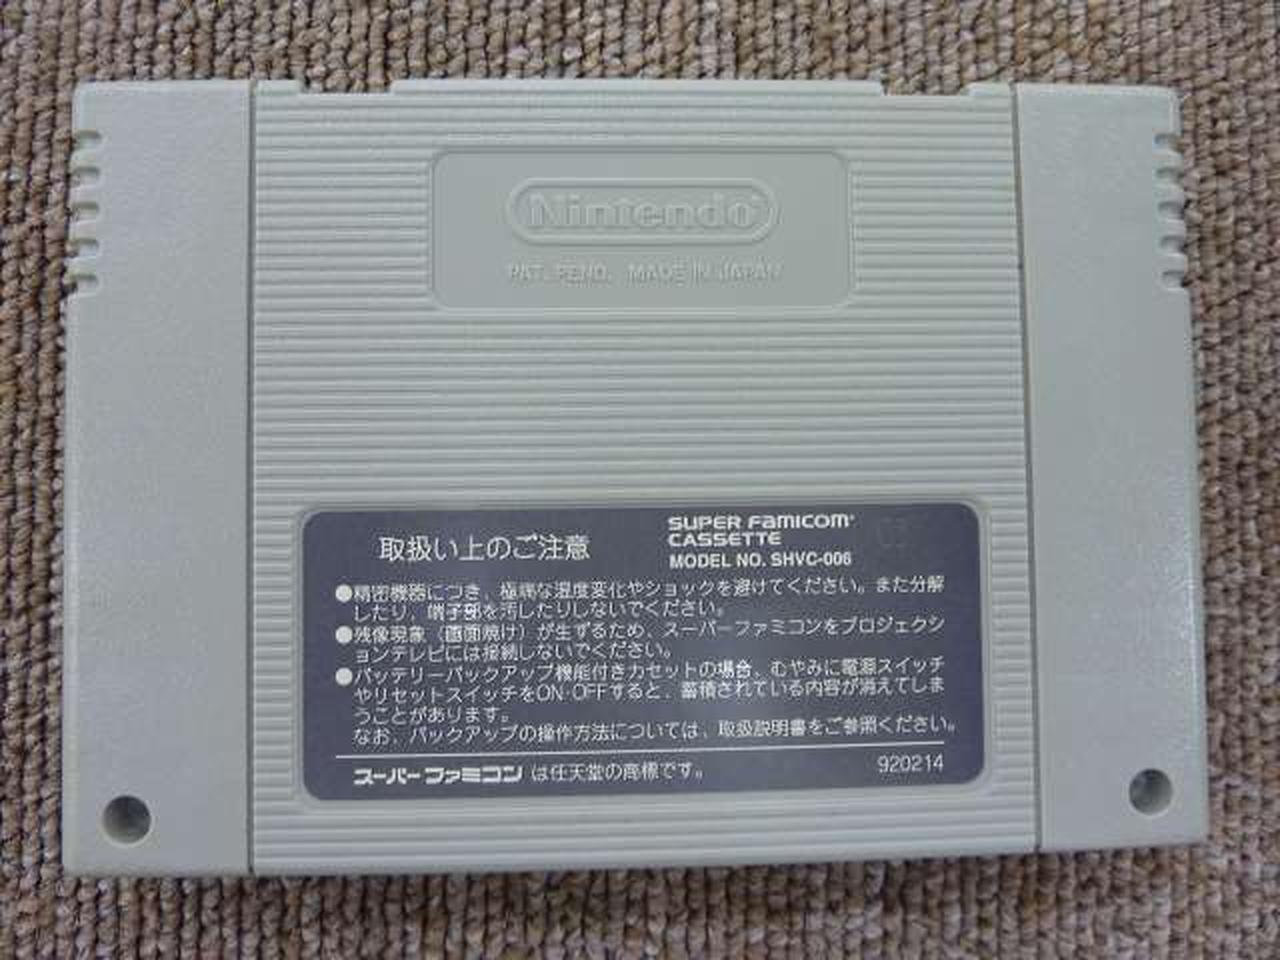 Nintendo
PAT. PEND. MADE IN JAPAN
取扱い上のご注意
SUPER FAMICOM
CASSETTE
MODEL NO. SHVC-006
●精密機器につき、極端な温度変化やショックを避けてください。また分解
したり、端子部を汚したりしないでください。
●残像現象(画面焼け)が生ずるため、スーパーファミコンをプロジェクシ
ョンテレビには接続しないでください。
●バッテリーバックアップ機能付きカセットの場合、むやみに電源スイッチ
やリセットスイッチをON・OFFすると、蓄積されている内容が消えてしま
うことがあります。
なお、バックアップの操作方法については、取扱説明書をご参照ください。
スーパーファミコンは任天堂の商標です。
920214